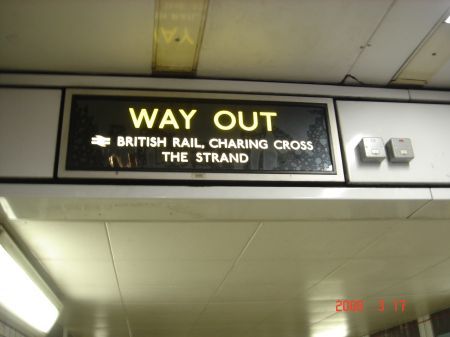 WAY OUT
BRITISH RAIL, CHARING CROSS
THE STRAND
2008 3 17